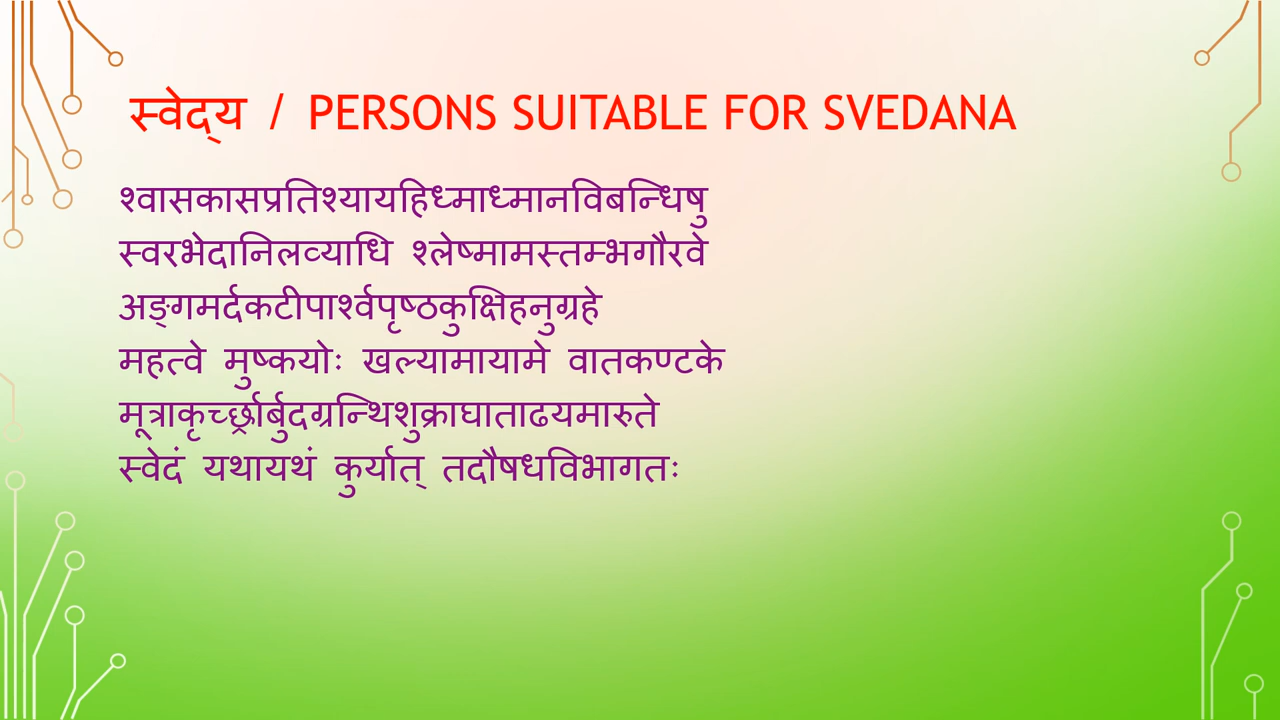 स्वेद्य / PERSONS SUITABLE FOR SVEDANA
श्वासकासप्रतिश्यायहिध्माध्मानविबन्धिषु
स्वरभेदानिलव्याधि श्लेष्मामस्तम्भगौरवे
अङ्गमर्दकटीपार्श्वपृष्ठकुक्षिहनुग्रहे
महत्वे मुष्कयोः खल्यामायामे वातकण्टके
मूत्राकृच्छ्रार्बुदग्रन्थिशुक्राघाताढयमारुते
स्वेदं यथायथं कुर्यात् तदौषधविभागतः